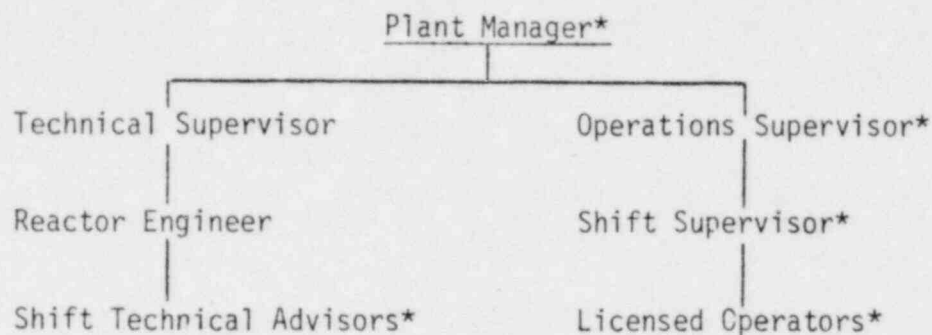 Plant Manager*
Technical Supervisor Operations Supervisor*
Reactor Engineer Shift Supervisor*
Shift Technical Advisors* Licensed Operators*